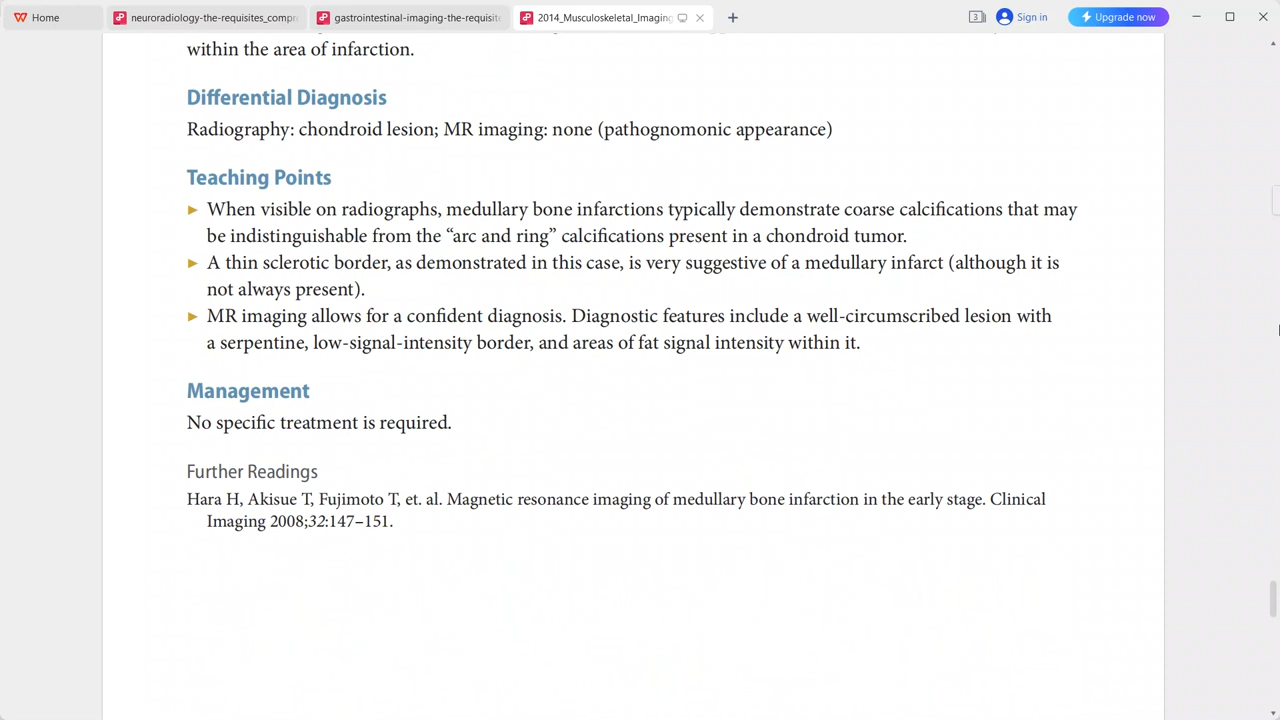 Home
neuroradiology-the-requisites_compr
gastrointestinal-imaging-the-requisite
2014_Musculoskeletal_Imaging
3
Sign in
Upgrade now
within the area of infarction.
Differential Diagnosis
Radiography: chondroid lesion; MR imaging: none (pathognomonic appearance)
Teaching Points
► When visible on radiographs, medullary bone infarctions typically demonstrate coarse calcifications that may
be indistinguishable from the “arc and ring” calcifications present in a chondroid tumor.
► A thin sclerotic border, as demonstrated in this case, is very suggestive of a medullary infarct (although it is
not always present).
► MR imaging allows for a confident diagnosis. Diagnostic features include a well-circumscribed lesion with
a serpentine, low-signal-intensity border, and areas of fat signal intensity within it.
Management
No specific treatment is required.
Further Readings
Hara H, Akisue T, Fujimoto T, et. al. Magnetic resonance imaging of medullary bone infarction in the early stage. Clinical
Imaging 2008;32:147–151.